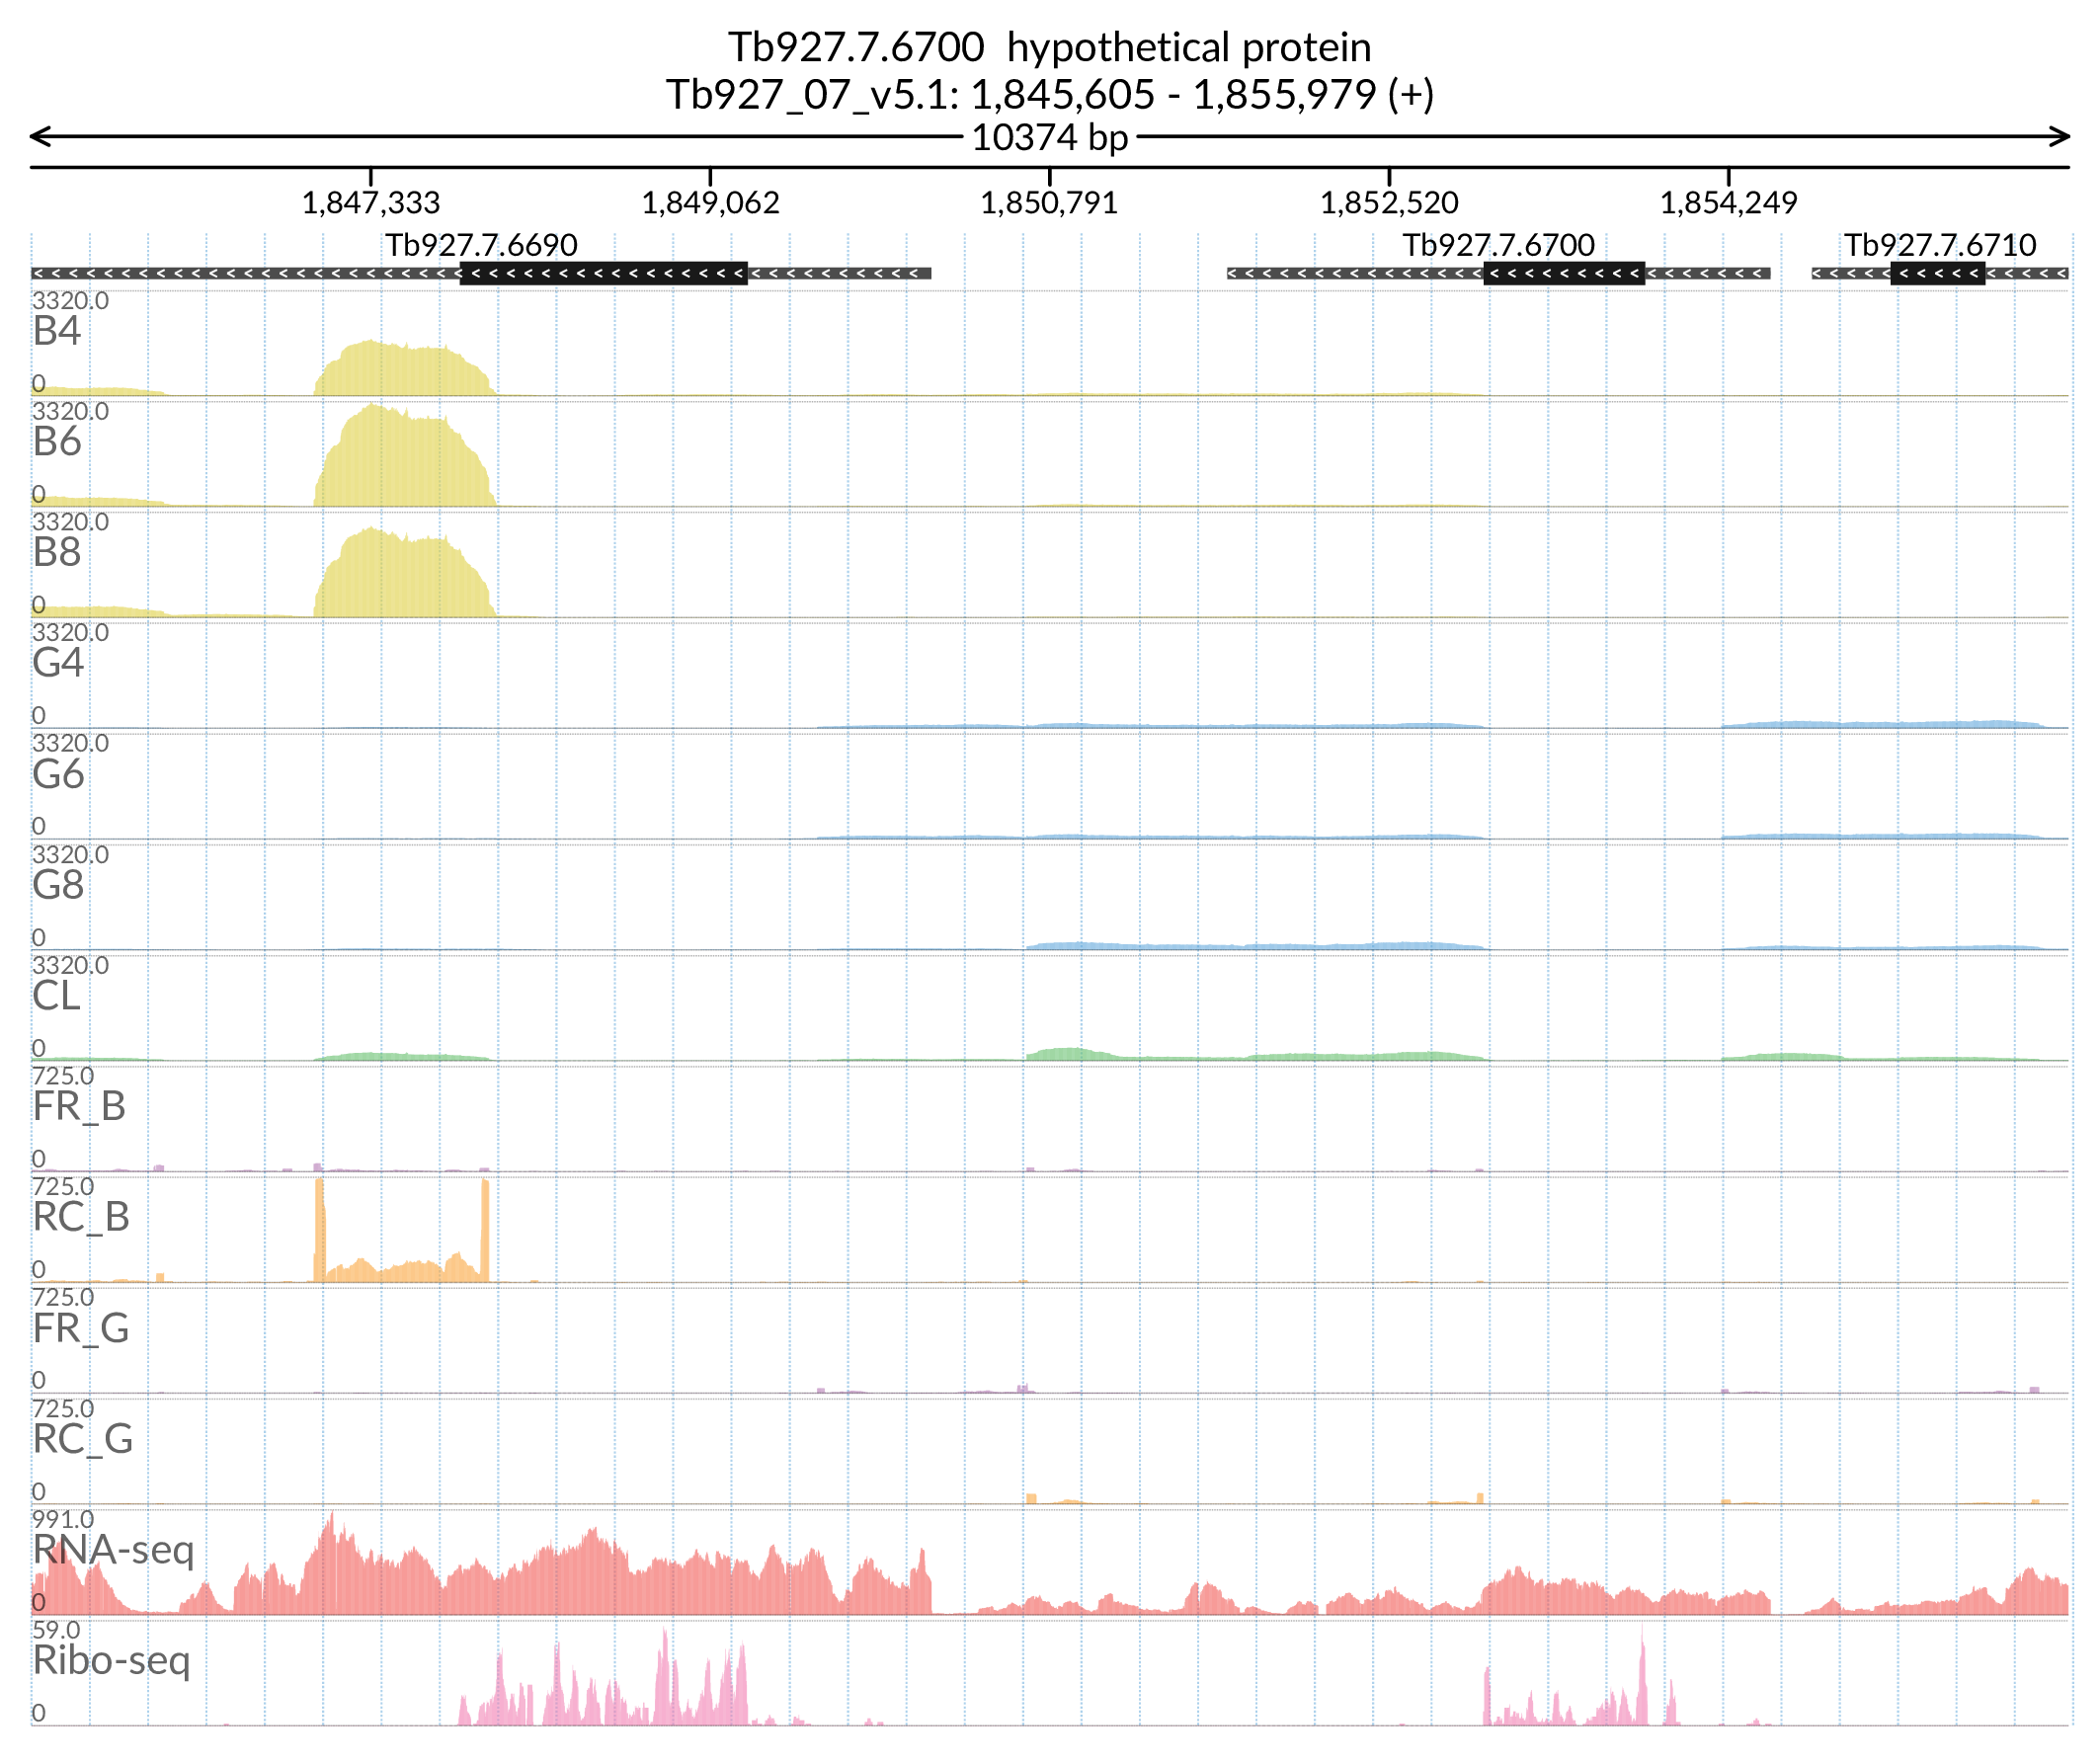 Tb927.7.6700  hypothetical protein
Tb927_07_v5.1: 1,845,605 - 1,855,979 (+)
10374 bp
1,847,333 1,849,062 1,850,791 1,852,520 1,854,249
Tb927.7.6690 Tb927.7.6700 Tb927.7.6710
3320.0
B4
0
3320.0
B6
0
3320.0
B8
0
3320.0
G4
0
3320.0
G6
0
3320.0
G8
0
3320.0
CL
0
725.0
FR_B
0
725.0
RC_B
0
725.0
FR_G
0
725.0
RC_G
0
991.0
RNA-seq
0
59.0
Ribo-seq
0